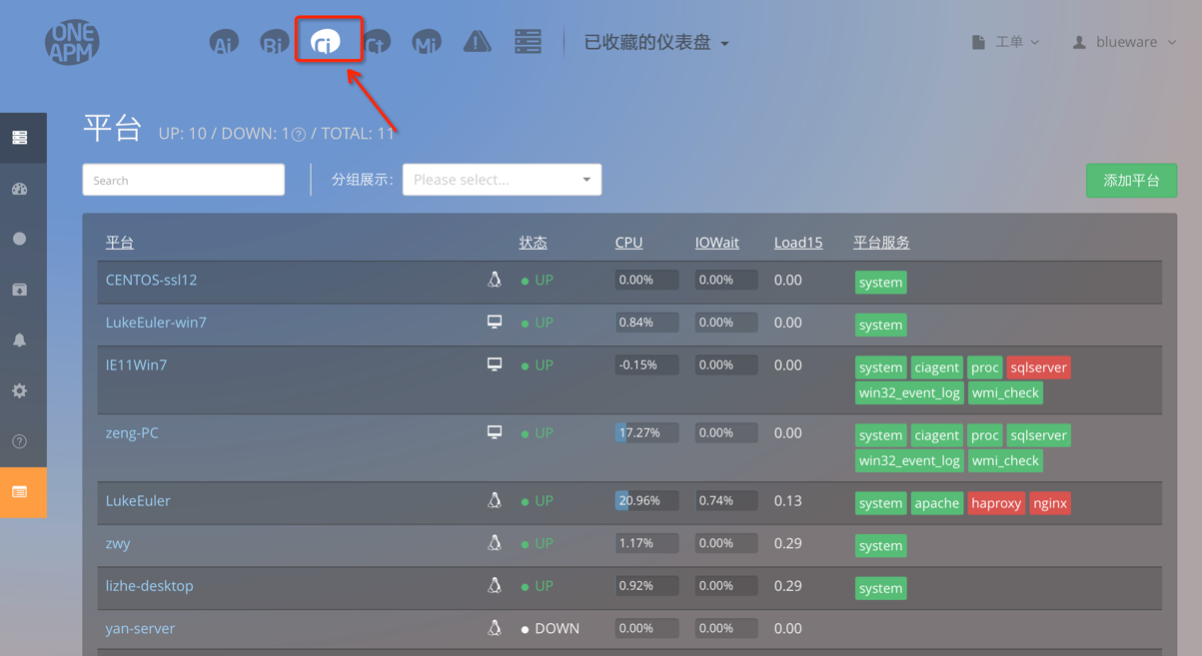 ONE APM
Ai Bi Ci Ct Mi 已收藏的仪表盘 工单 blueware
平台 UP: 10 / DOWN: 1 / TOTAL: 11
Search 分组展示: Please select... 添加平台
平台 状态 CPU IOWait Load15 平台服务
CENTOS-ssl12 UP 0.00% 0.00% 0.00 system
LukeEuler-win7 UP 0.84% 0.00% 0.00 system
IE11Win7 UP -0.15% 0.00% 0.00 system ciagent proc sqlserver
win32_event_log wmi_check
zeng-PC UP 17.27% 0.00% 0.00 system ciagent proc sqlserver
win32_event_log wmi_check
LukeEuler UP 20.96% 0.74% 0.13 system apache haproxy nginx
zwy UP 1.17% 0.00% 0.29 system
lizhe-desktop UP 0.92% 0.00% 0.29 system
yan-server DOWN 0.00% 0.00% 0.00